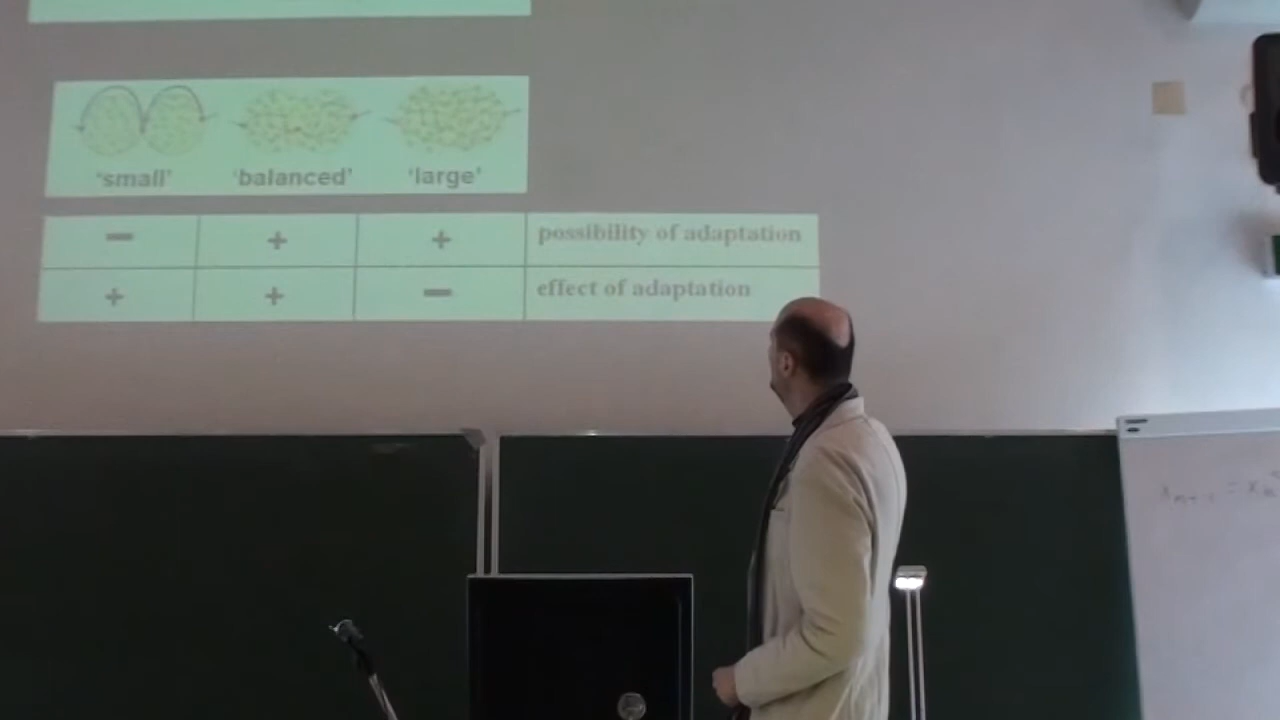 ‘small’ ‘balanced’ ‘large’
− + + possibility of adaptation
+ + − effect of adaptation